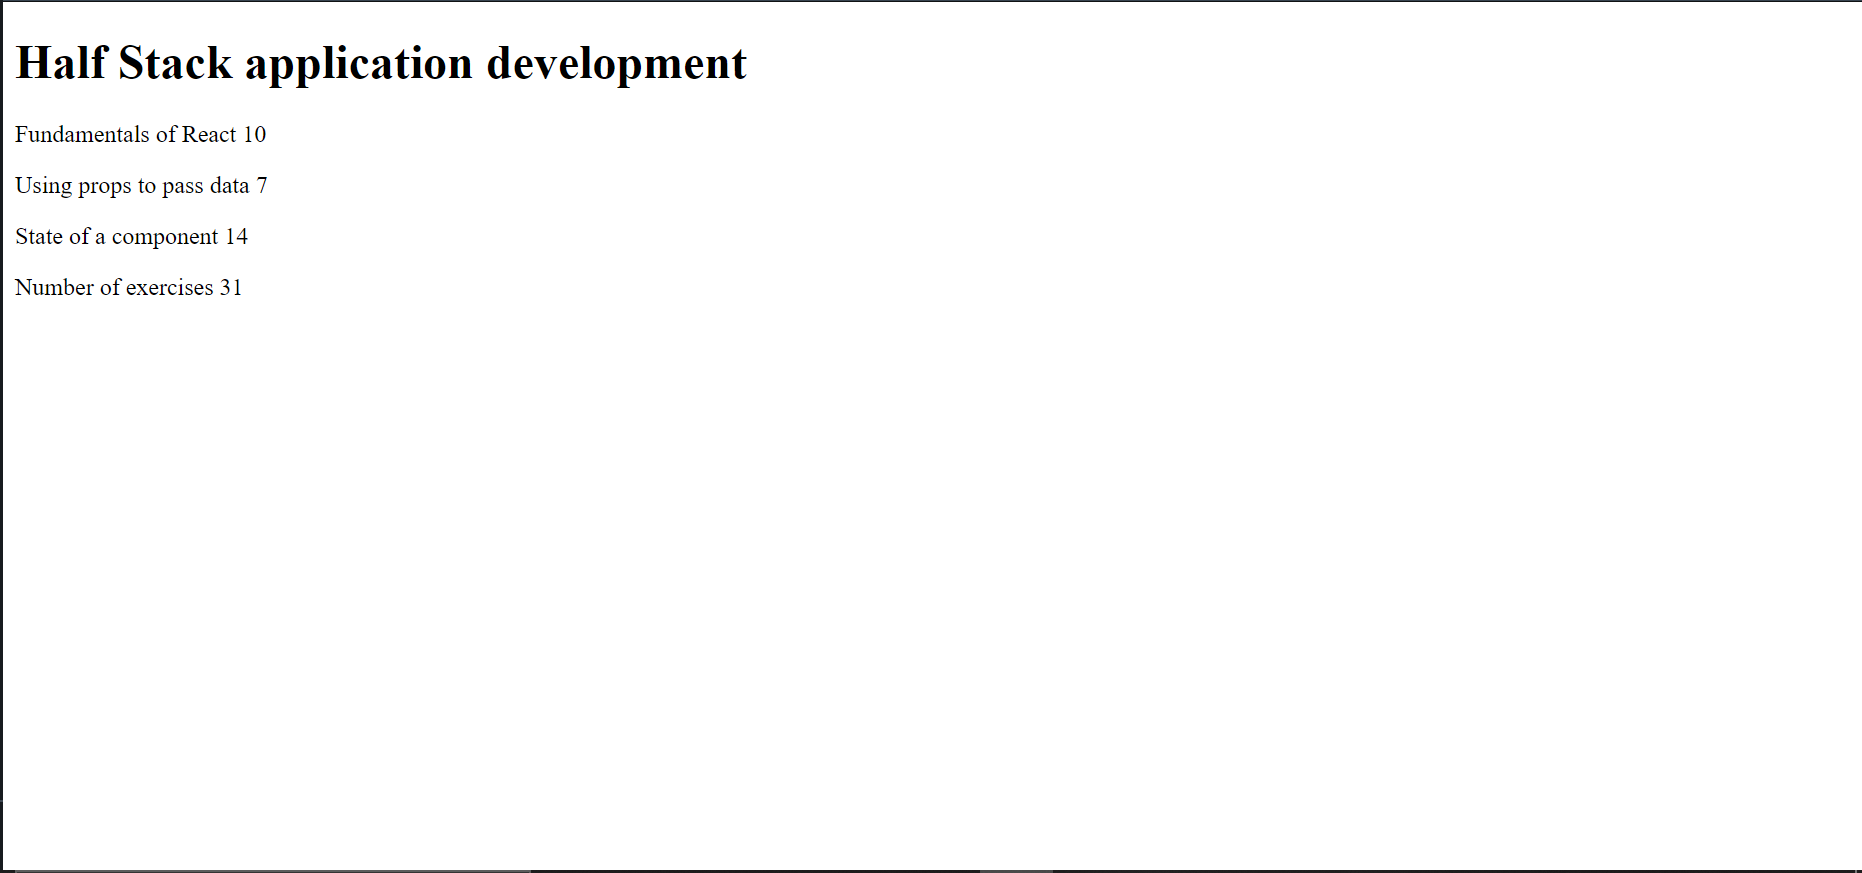 Half Stack application development
Fundamentals of React 10
Using props to pass data 7
State of a component 14
Number of exercises 31